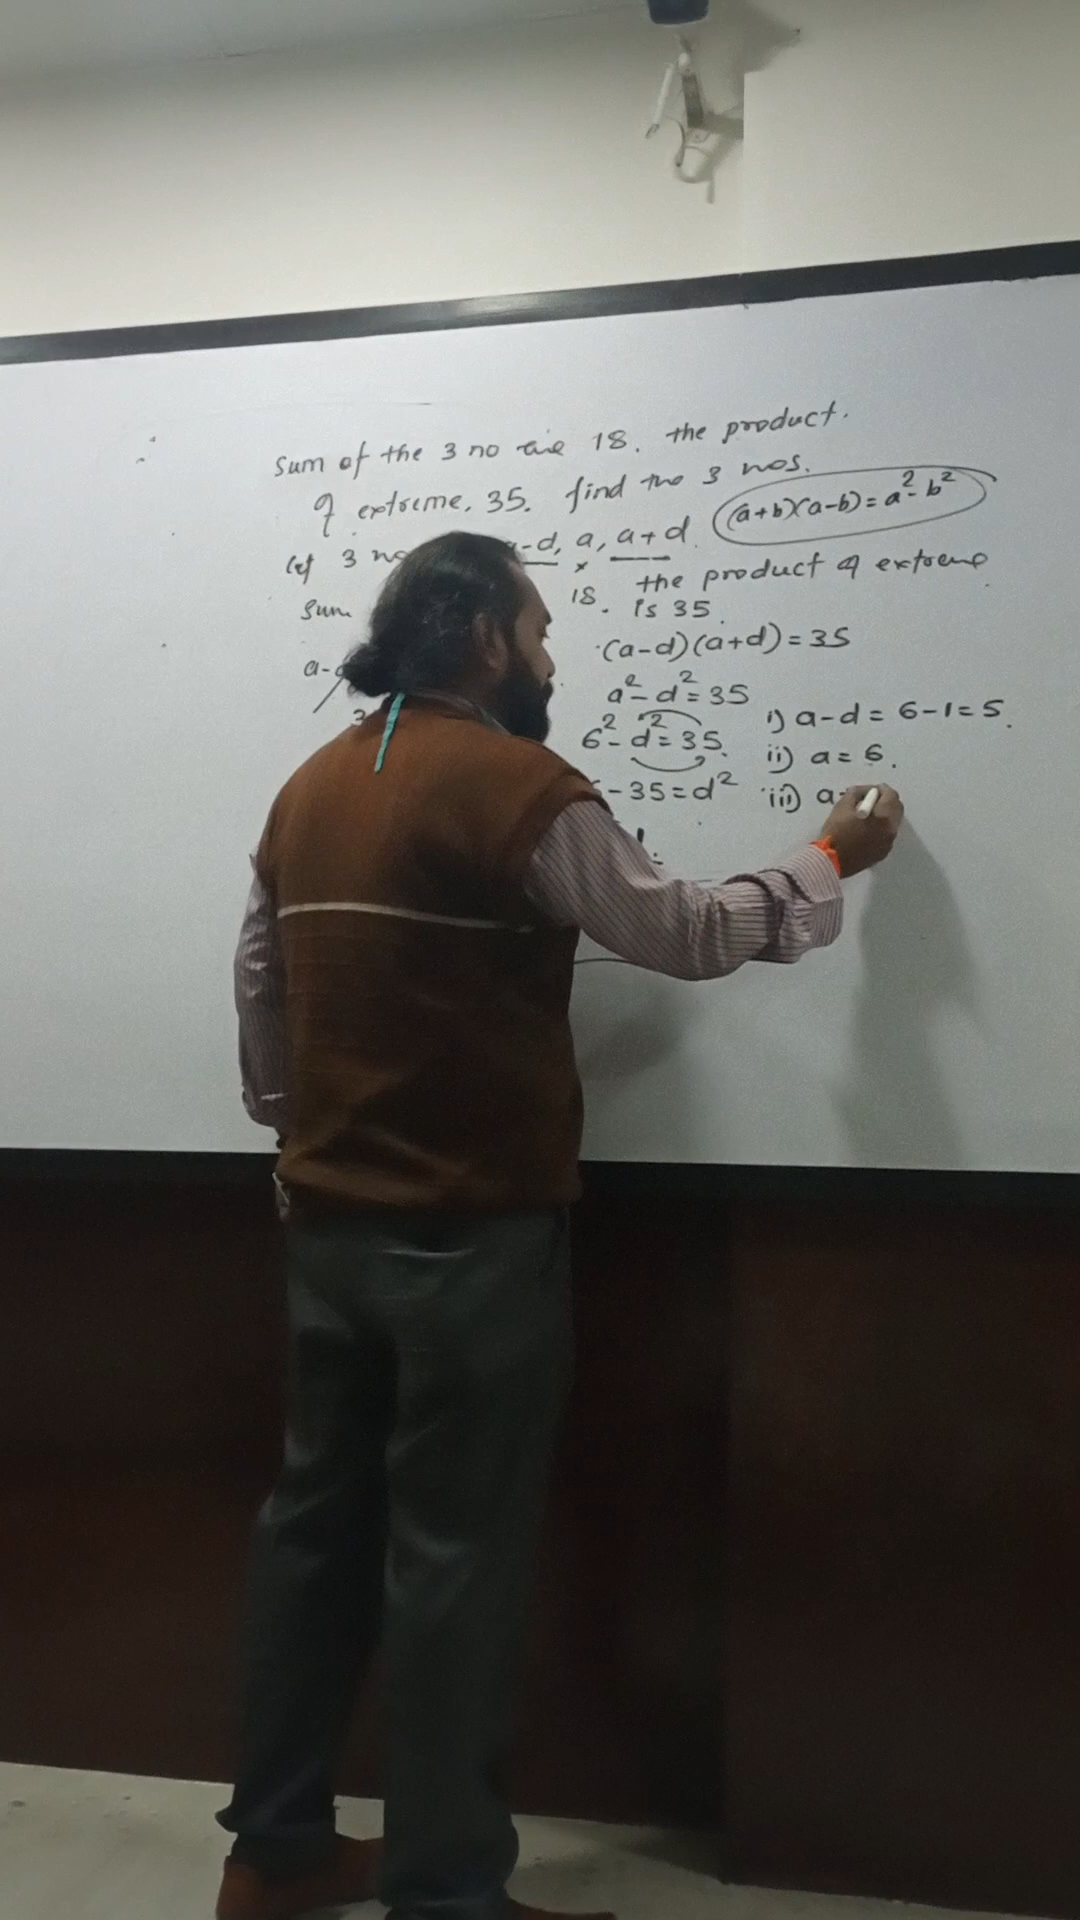 sum of the 3 no are 18. the product.
of extreme. 35. find the 3 nos.
(a+b)(a-b) = a²- b²
let 3 no -d, a, a+d.
the product of extreme
sum 18. is 35.
(a-d)(a+d) = 35
a-
a²- d² = 35
i) a-d = 6-1 = 5.
3
6²- d² = 35.
ii) a = 6.
-35 = d²
iii) a